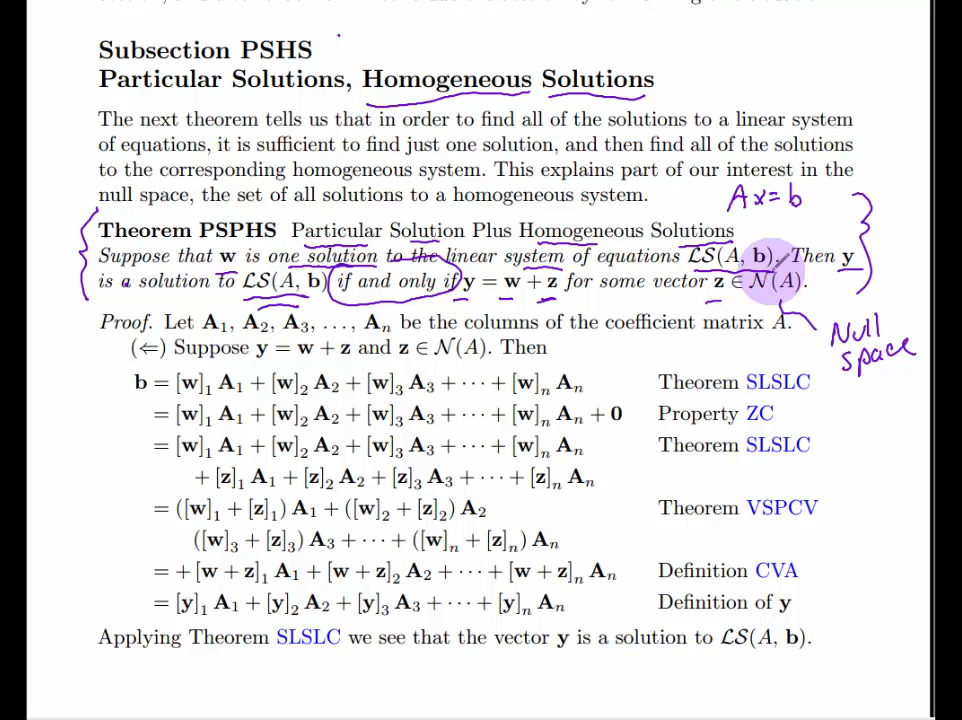 Subsection PSHS
Particular Solutions, Homogeneous Solutions
The next theorem tells us that in order to find all of the solutions to a linear system
of equations, it is sufficient to find just one solution, and then find all of the solutions
to the corresponding homogeneous system. This explains part of our interest in the
null space, the set of all solutions to a homogeneous system.
Ax=b
Theorem PSPHS Particular Solution Plus Homogeneous Solutions
Suppose that w is one solution to the linear system of equations LS(A, b). Then y
is a solution to LS(A, b) if and only if y = w + z for some vector z ∈ N(A).
Proof. Let A₁, A₂, A₃, …, Aₙ be the columns of the coefficient matrix A.
Null
space
(⇐) Suppose y = w + z and z ∈ N(A). Then
b = [w]₁ A₁ + [w]₂ A₂ + [w]₃ A₃ + ⋯ + [w]ₙ Aₙ Theorem SLSLC
= [w]₁ A₁ + [w]₂ A₂ + [w]₃ A₃ + ⋯ + [w]ₙ Aₙ + 0 Property ZC
= [w]₁ A₁ + [w]₂ A₂ + [w]₃ A₃ + ⋯ + [w]ₙ Aₙ Theorem SLSLC
+ [z]₁ A₁ + [z]₂ A₂ + [z]₃ A₃ + ⋯ + [z]ₙ Aₙ
= ([w]₁ + [z]₁) A₁ + ([w]₂ + [z]₂) A₂ Theorem VSPCV
([w]₃ + [z]₃) A₃ + ⋯ + ([w]ₙ + [z]ₙ) Aₙ
= + [w + z]₁ A₁ + [w + z]₂ A₂ + ⋯ + [w + z]ₙ Aₙ Definition CVA
= [y]₁ A₁ + [y]₂ A₂ + [y]₃ A₃ + ⋯ + [y]ₙ Aₙ Definition of y
Applying Theorem SLSLC we see that the vector y is a solution to LS(A, b).